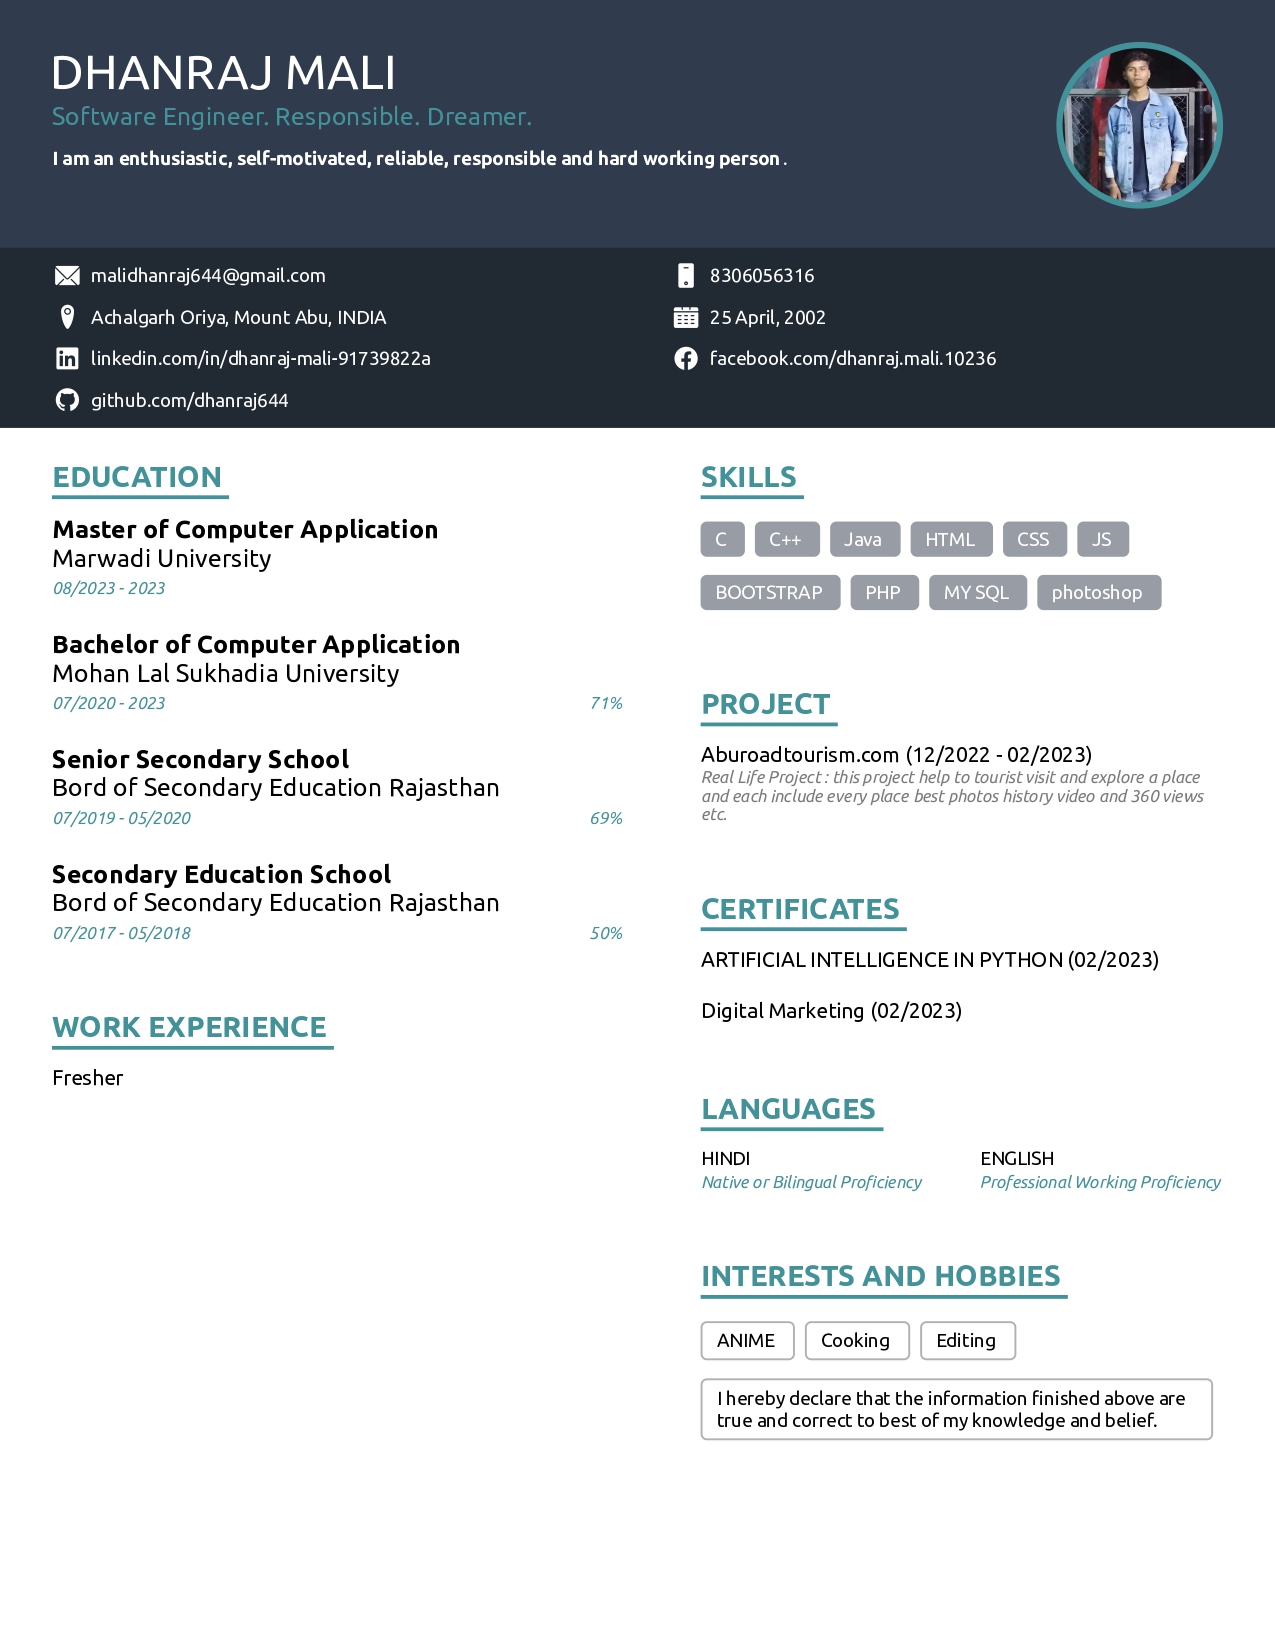 DHANRAJ MALI
Software Engineer. Responsible. Dreamer.
I am an enthusiastic, self-motivated, reliable, responsible and hard working person .
malidhanraj644@gmail.com
8306056316
Achalgarh Oriya, Mount Abu, INDIA
25 April, 2002
linkedin.com/in/dhanraj-mali-91739822a
facebook.com/dhanraj.mali.10236
github.com/dhanraj644
EDUCATION
Master of Computer Application
Marwadi University
08/2023 - 2023
Bachelor of Computer Application
Mohan Lal Sukhadia University
07/2020 - 2023 71%
Senior Secondary School
Bord of Secondary Education Rajasthan
07/2019 - 05/2020 69%
Secondary Education School
Bord of Secondary Education Rajasthan
07/2017 - 05/2018 50%
WORK EXPERIENCE
Fresher
SKILLS
C C++ Java HTML CSS JS
BOOTSTRAP PHP MY SQL photoshop
PROJECT
Aburoadtourism.com (12/2022 - 02/2023)
Real Life Project : this project help to tourist visit and explore a place
and each include every place best photos history video and 360 views
etc.
CERTIFICATES
ARTIFICIAL INTELLIGENCE IN PYTHON (02/2023)
Digital Marketing (02/2023)
LANGUAGES
HINDI
Native or Bilingual Proficiency
ENGLISH
Professional Working Proficiency
INTERESTS AND HOBBIES
ANIME Cooking Editing
I hereby declare that the information finished above are
true and correct to best of my knowledge and belief.